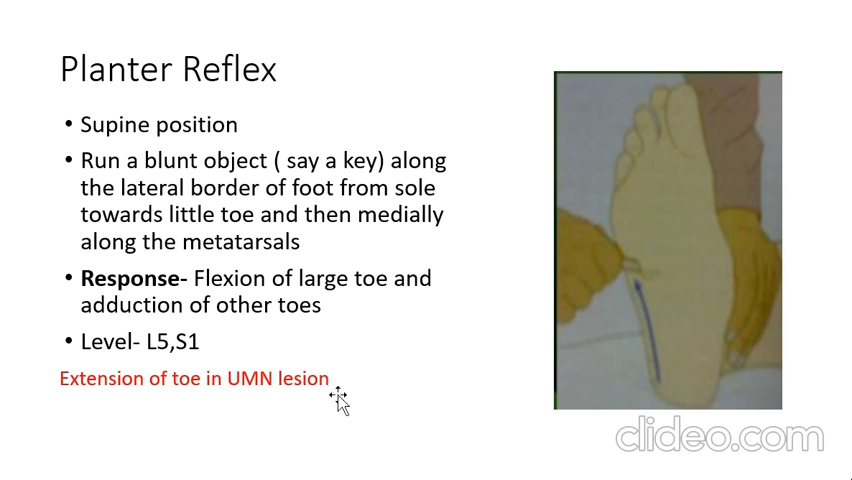 Planter Reflex
• Supine position
• Run a blunt object ( say a key) along
the lateral border of foot from sole
towards little toe and then medially
along the metatarsals
• Response- Flexion of large toe and
adduction of other toes
• Level- L5,S1
Extension of toe in UMN lesion
clideo.com